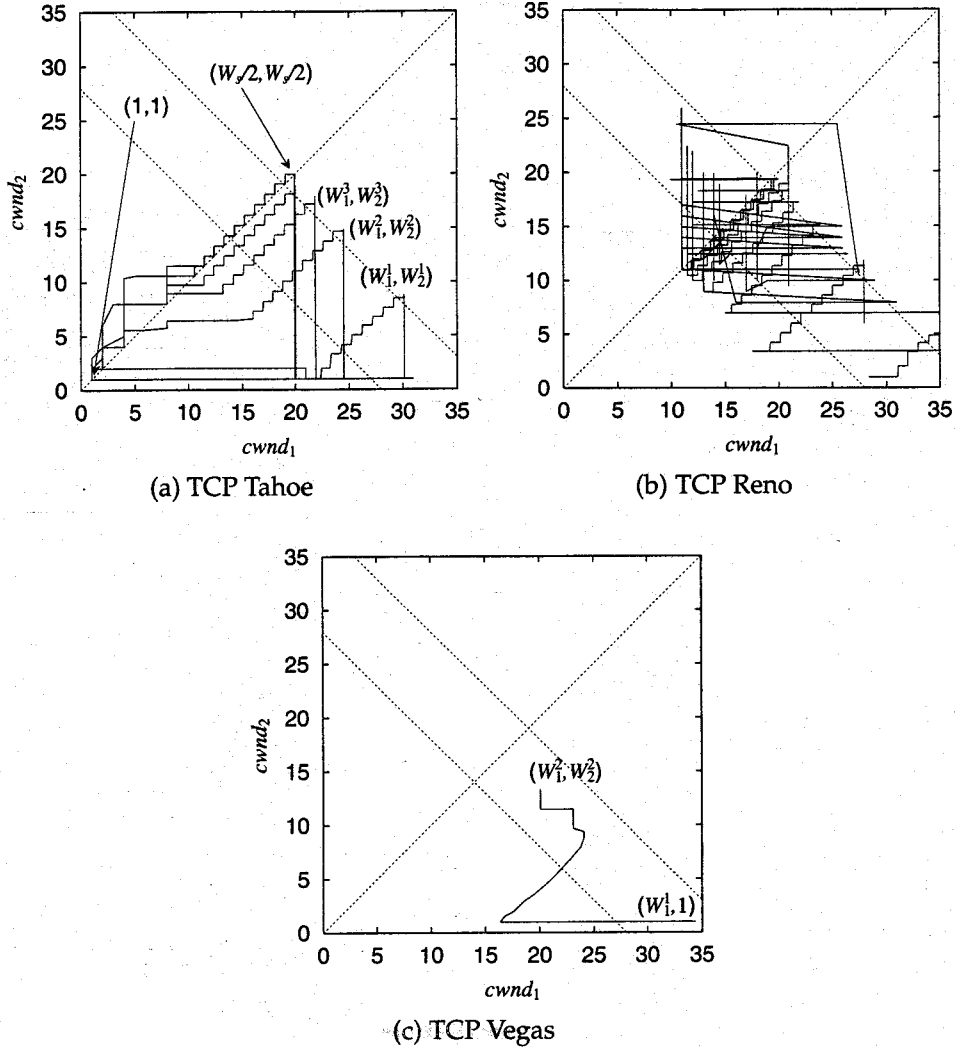 35
30
25
20
15
10
5
0
cwnd₂
(1,1)
(Wₛ/2, Wₛ/2)
(W₁³, W₂³)
(W₁², W₂²)
(W₁¹, W₂¹)
0 5 10 15 20 25 30 35
cwnd₁
(a) TCP Tahoe
35
30
25
20
15
10
5
0
cwnd₂
0 5 10 15 20 25 30 35
cwnd₁
(b) TCP Reno
35
30
25
20
15
10
5
0
cwnd₂
(W₁², W₂²)
(W₁¹, 1)
0 5 10 15 20 25 30 35
cwnd₁
(c) TCP Vegas